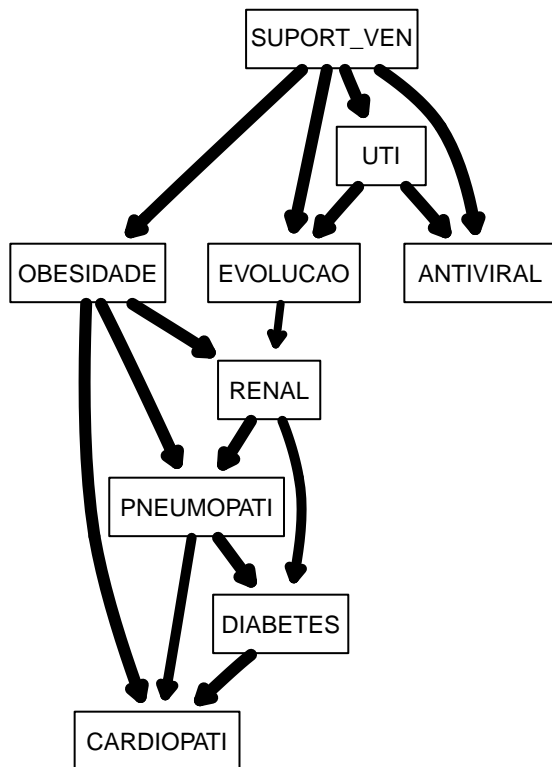 SUPORT_VEN
UTI
OBESIDADE
EVOLUCAO
ANTIVIRAL
RENAL
PNEUMOPATI
DIABETES
CARDIOPATI